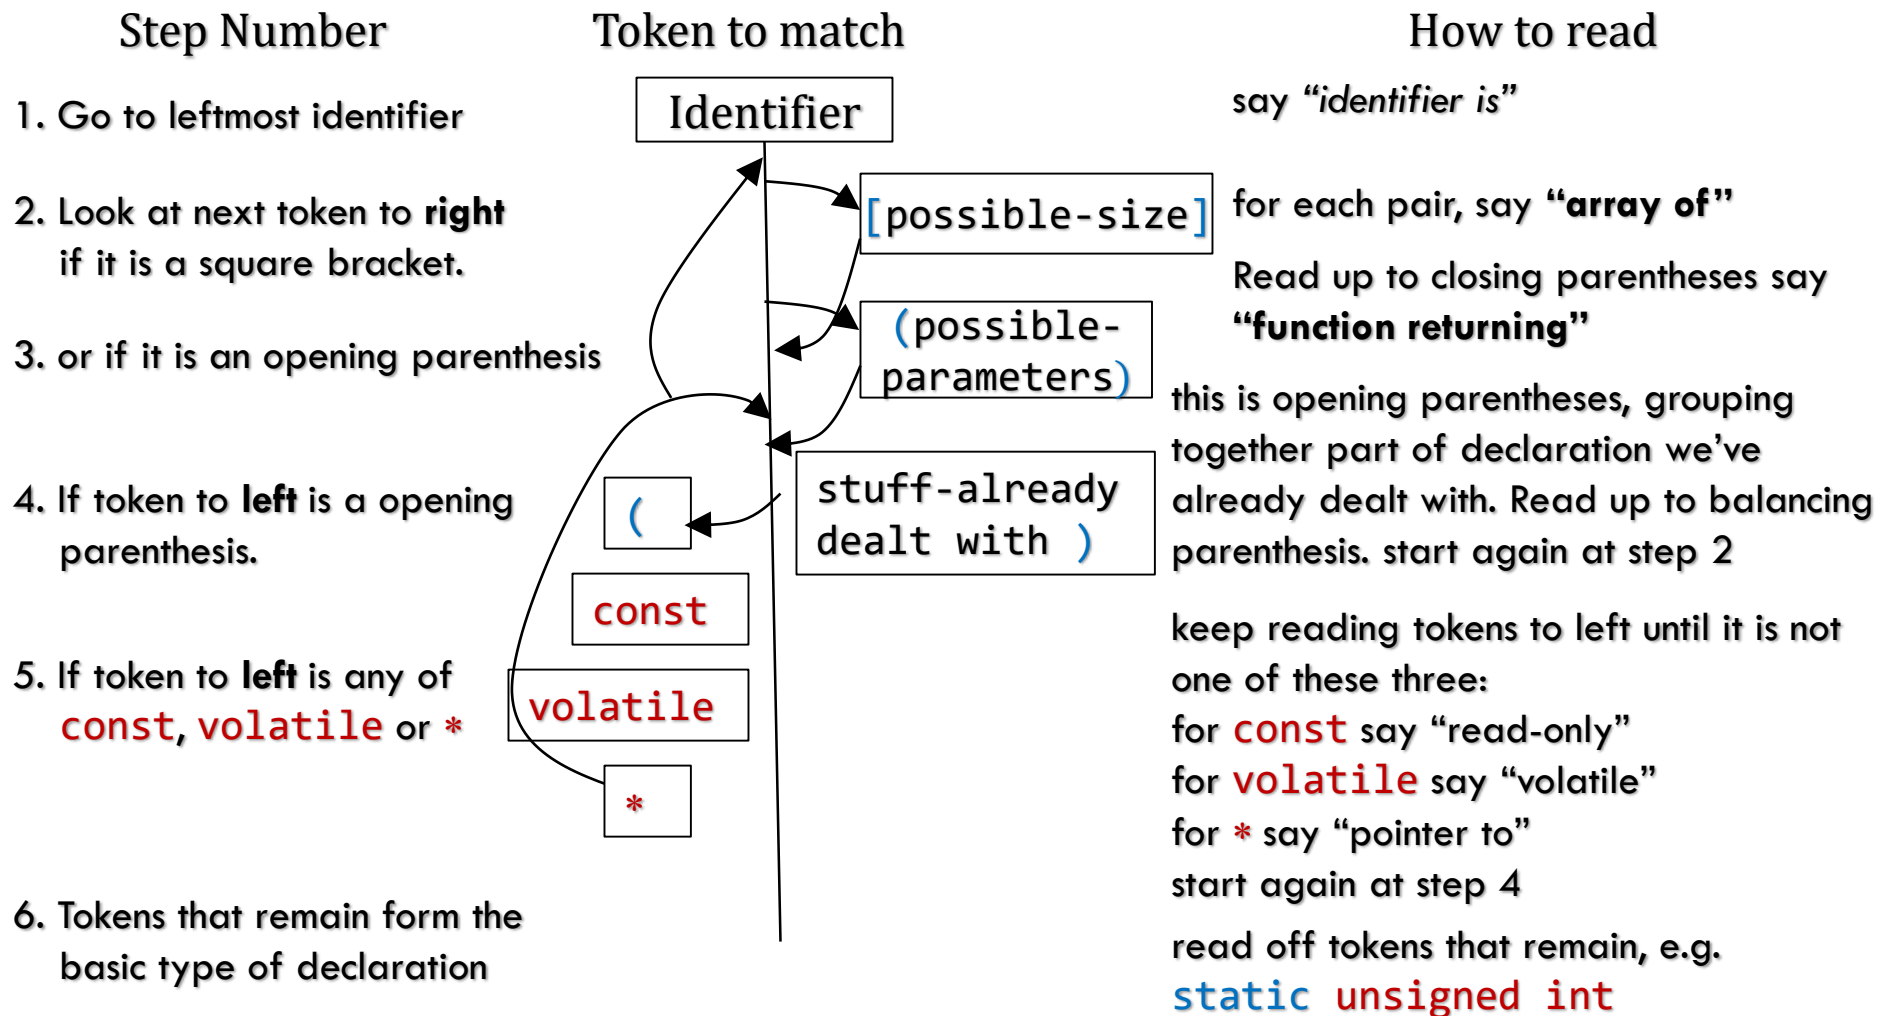 Step Number
Token to match
How to read
1. Go to leftmost identifier
Identifier
say “identifier is”
2. Look at next token to right
if it is a square bracket.
[possible-size]
for each pair, say “array of”
3. or if it is an opening parenthesis
(possible-
parameters)
Read up to closing parentheses say
“function returning”
4. If token to left is a opening
parenthesis.
(
stuff-already
dealt with )
this is opening parentheses, grouping
together part of declaration we’ve
already dealt with. Read up to balancing
parenthesis. start again at step 2
5. If token to left is any of
const, volatile or *
const
volatile
*
keep reading tokens to left until it is not
one of these three:
for const say “read-only”
for volatile say “volatile”
for * say “pointer to”
start again at step 4
6. Tokens that remain form the
basic type of declaration
read off tokens that remain, e.g.
static unsigned int